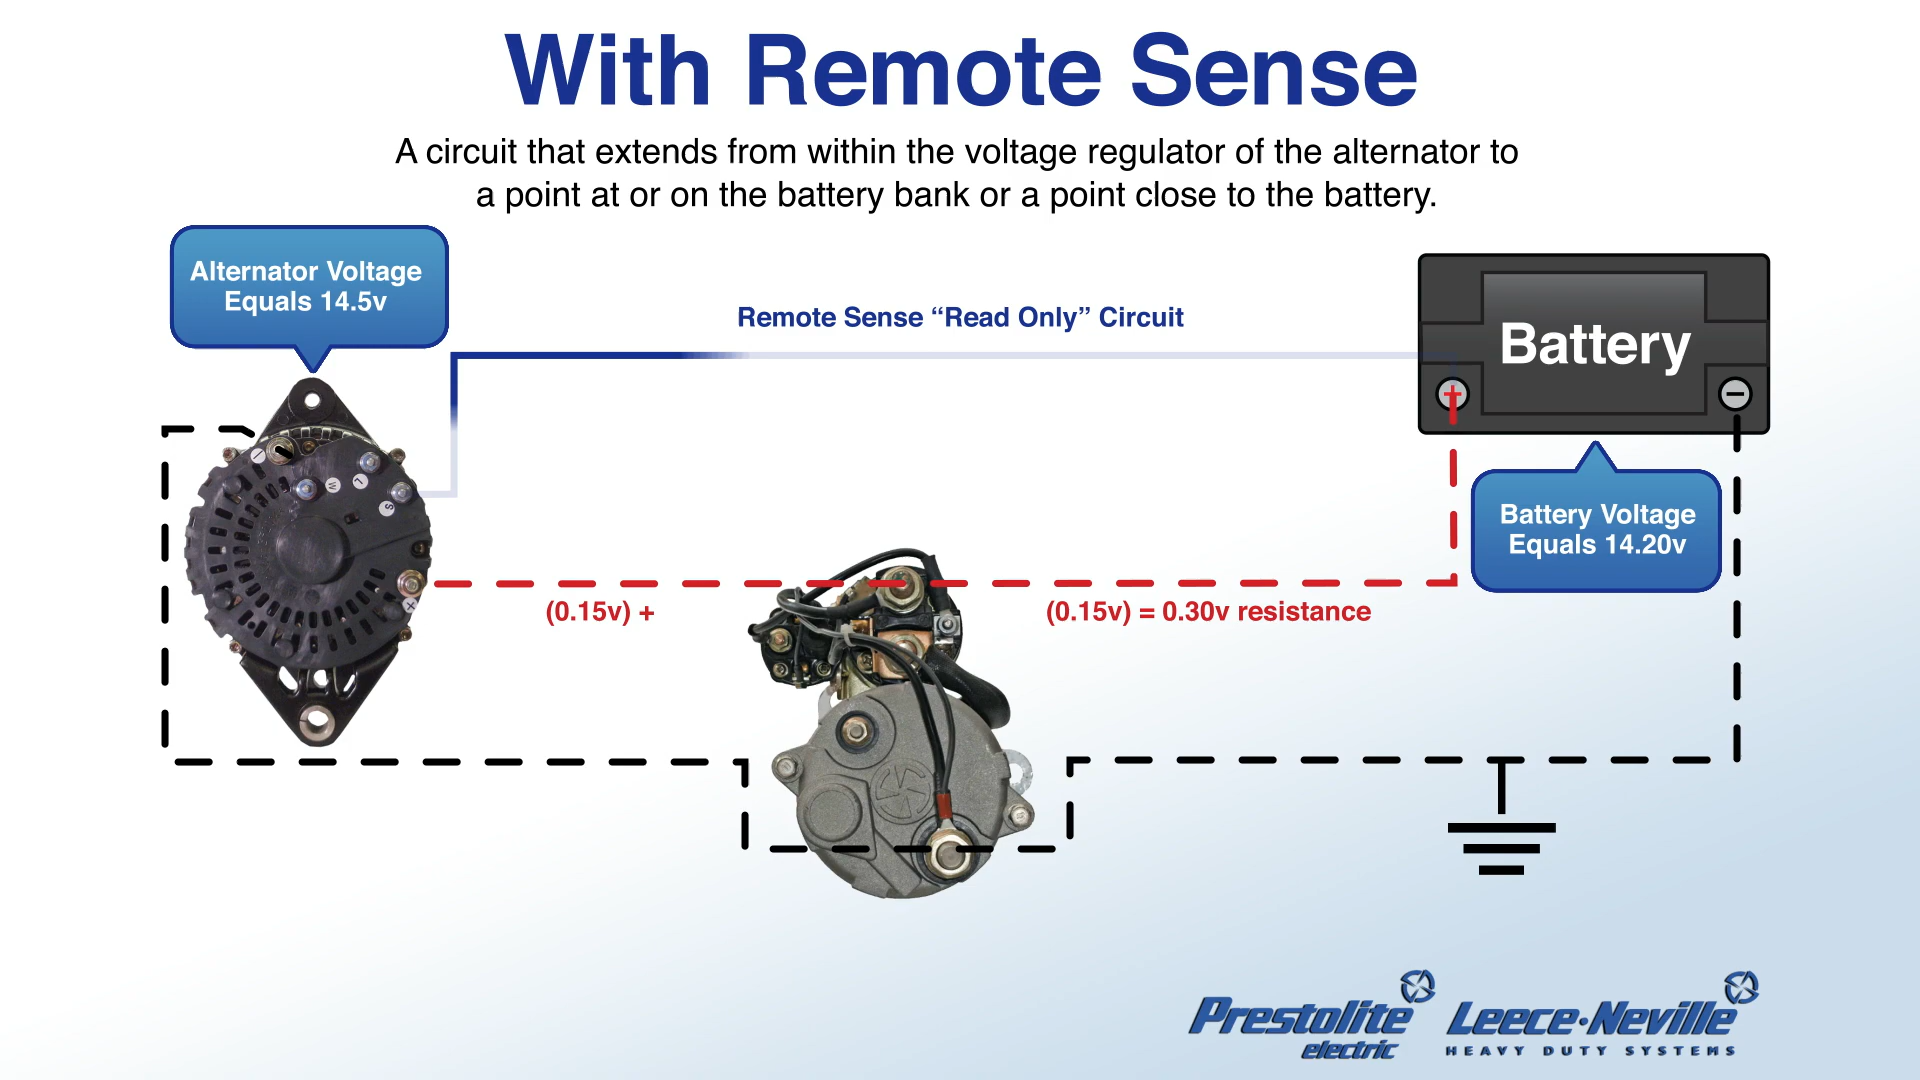 With Remote Sense
A circuit that extends from within the voltage regulator of the alternator to
a point at or on the battery bank or a point close to the battery.
Alternator Voltage
Equals 14.5v
Remote Sense “Read Only” Circuit
Battery
+
−
Battery Voltage
Equals 14.20v
W
L
S
+
(0.15v) +
(0.15v) = 0.30v resistance
Prestolite
electric
Leece·Neville
HEAVY DUTY SYSTEMS